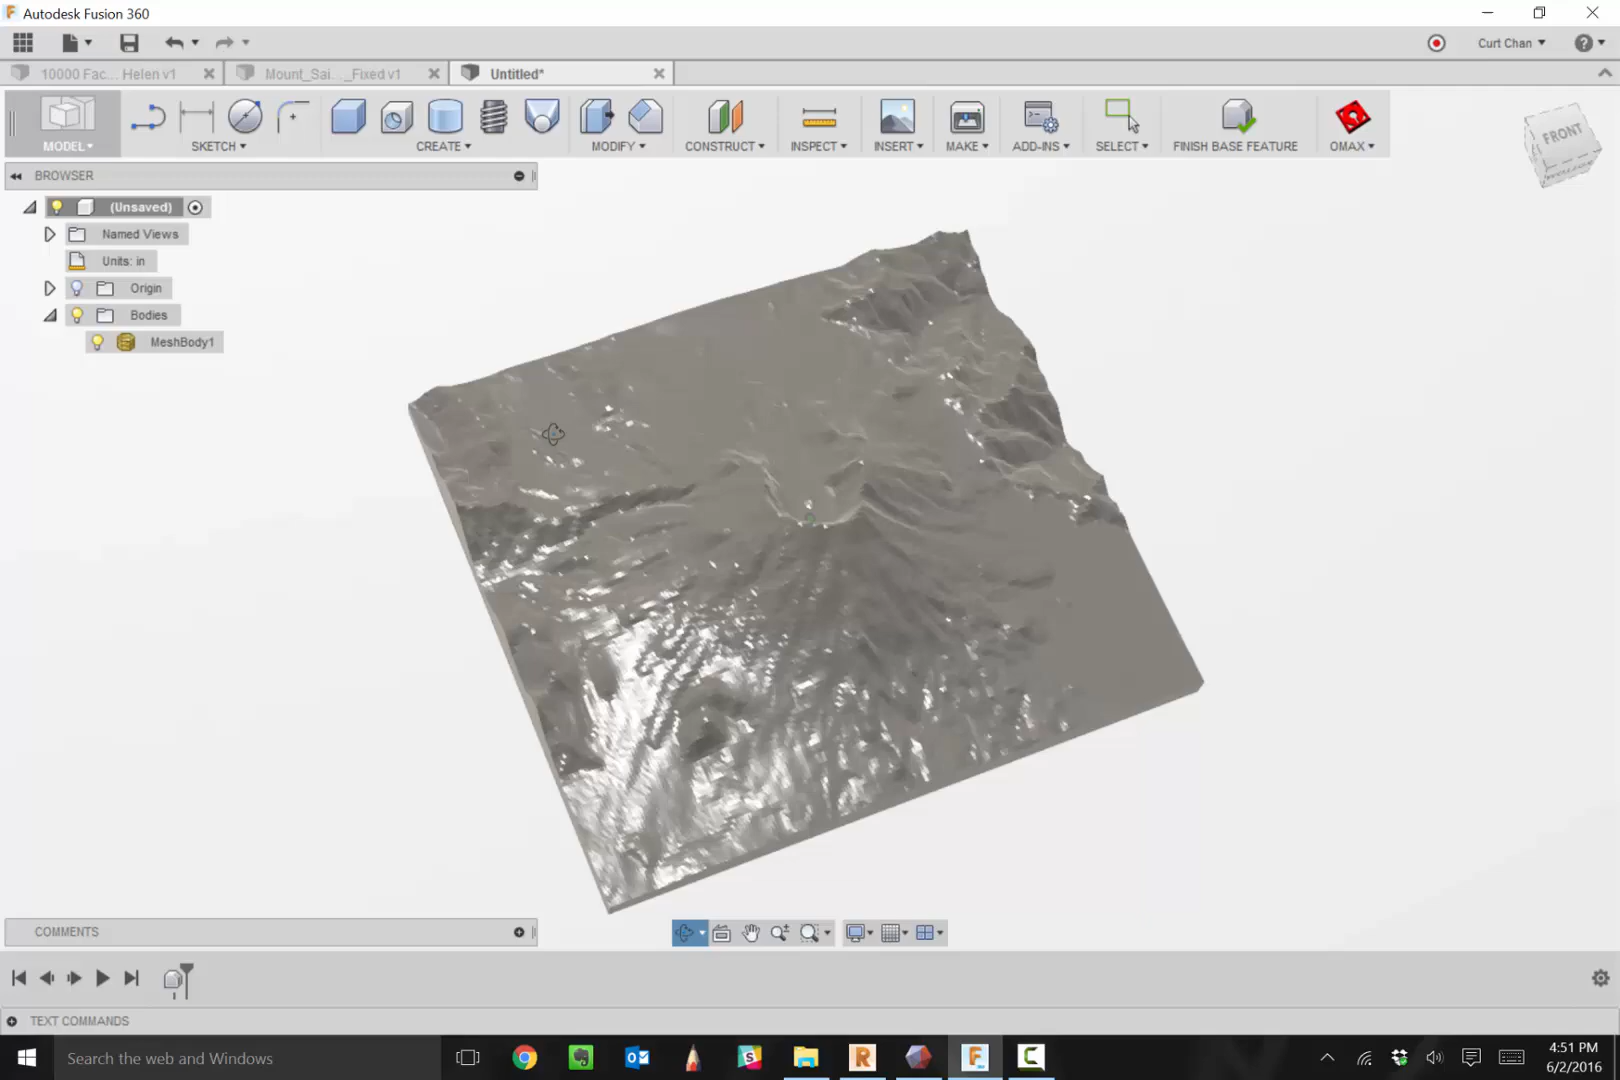 Autodesk Fusion 360
Curt Chan
10000 Fac... Helen v1
Mount_Sai..._Fixed v1
Untitled*
MODEL
SKETCH
CREATE
MODIFY
CONSTRUCT
INSPECT
INSERT
MAKE
ADD-INS
SELECT
FINISH BASE FEATURE
OMAX
FRONT
BROWSER
(Unsaved)
Named Views
Units: in
Origin
Bodies
MeshBody1
COMMENTS
TEXT COMMANDS
Search the web and Windows
4:51 PM
6/2/2016